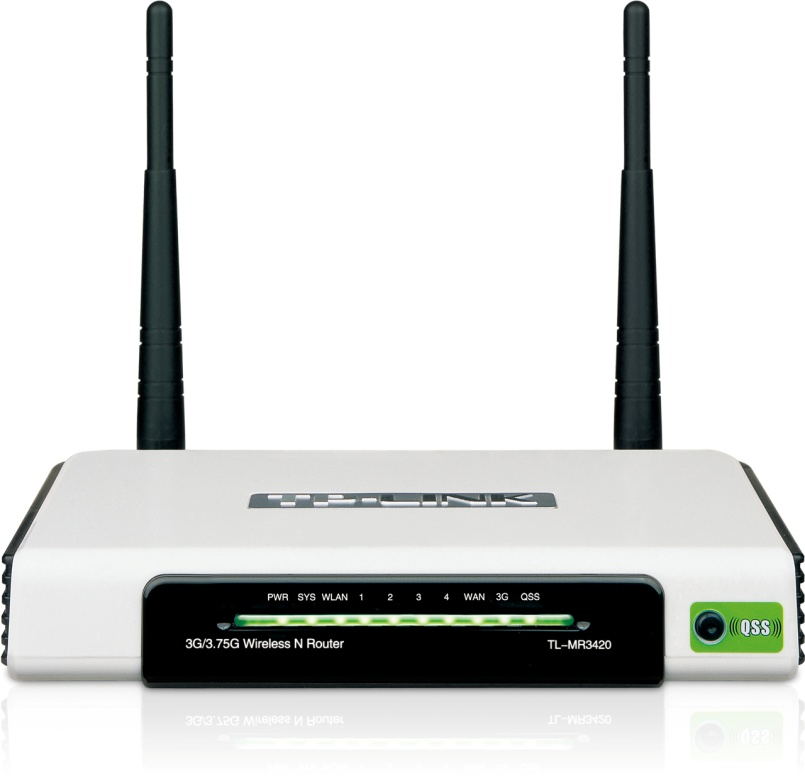 TP-LINK
PWR SYS WLAN 1 2 3 4 WAN 3G QSS
3G/3.75G Wireless N Router TL-MR3420
QSS